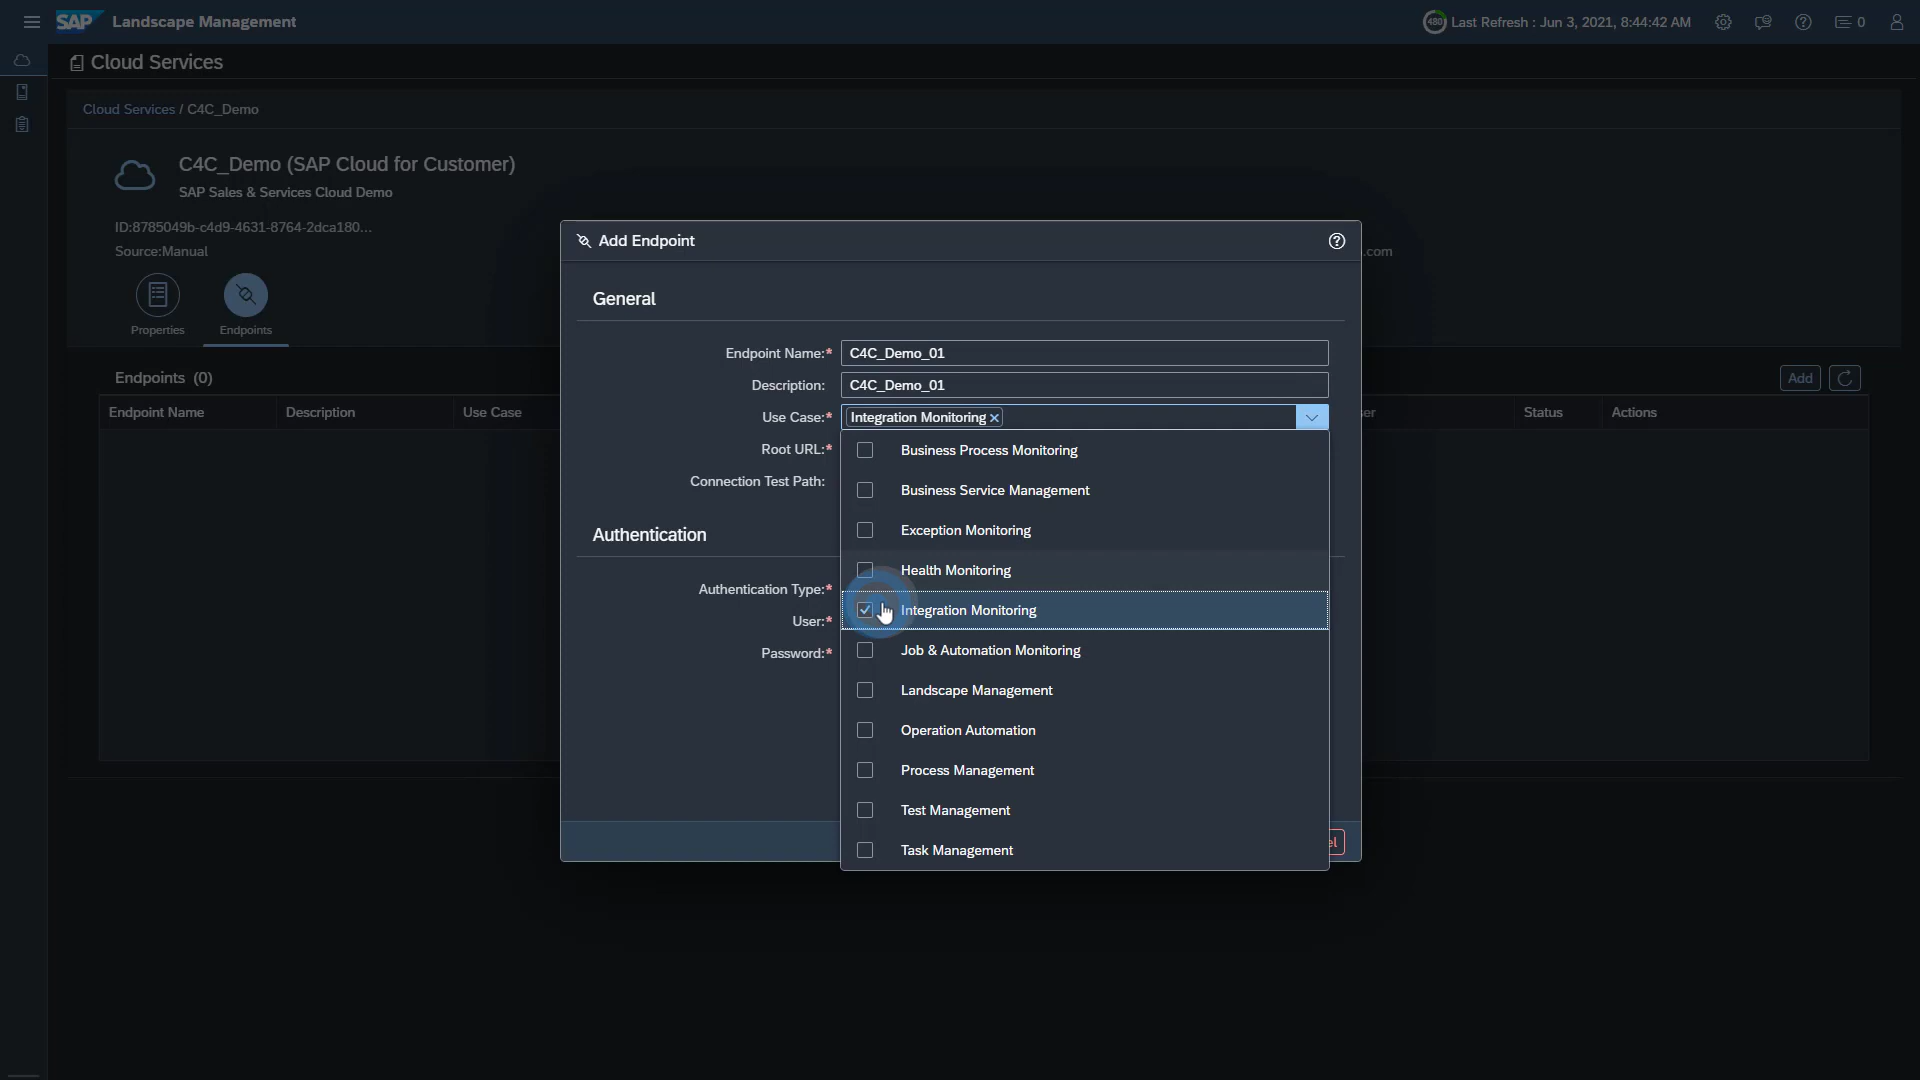 SAP Landscape Management
480 Last Refresh : Jun 3, 2021, 8:44:42 AM
0
Cloud Services
Cloud Services / C4C_Demo
C4C_Demo (SAP Cloud for Customer)
SAP Sales & Services Cloud Demo
ID:8785049b-c4d9-4631-8764-2dca180...
Source:Manual
.com
Properties
Endpoints
Endpoints (0)
Add
Endpoint Name
Description
Use Case
er
Status
Actions
Add Endpoint
General
Endpoint Name:*
C4C_Demo_01
Description:
C4C_Demo_01
Use Case:*
Integration Monitoring
Root URL:*
Connection Test Path:
Authentication
Authentication Type:*
User:*
Password:*
Business Process Monitoring
Business Service Management
Exception Monitoring
Health Monitoring
Integration Monitoring
Job & Automation Monitoring
Landscape Management
Operation Automation
Process Management
Test Management
Task Management
el